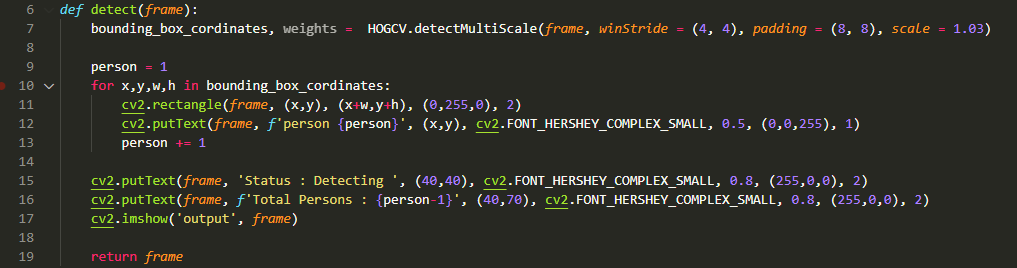 6 def detect(frame):
7     bounding_box_cordinates, weights =  HOGCV.detectMultiScale(frame, winStride = (4, 4), padding = (8, 8), scale = 1.03)
8
9     person = 1
10     for x,y,w,h in bounding_box_cordinates:
11         cv2.rectangle(frame, (x,y), (x+w,y+h), (0,255,0), 2)
12         cv2.putText(frame, f'person {person}', (x,y), cv2.FONT_HERSHEY_COMPLEX_SMALL, 0.5, (0,0,255), 1)
13         person += 1
14
15     cv2.putText(frame, 'Status : Detecting ', (40,40), cv2.FONT_HERSHEY_COMPLEX_SMALL, 0.8, (255,0,0), 2)
16     cv2.putText(frame, f'Total Persons : {person-1}', (40,70), cv2.FONT_HERSHEY_COMPLEX_SMALL, 0.8, (255,0,0), 2)
17     cv2.imshow('output', frame)
18
19     return frame